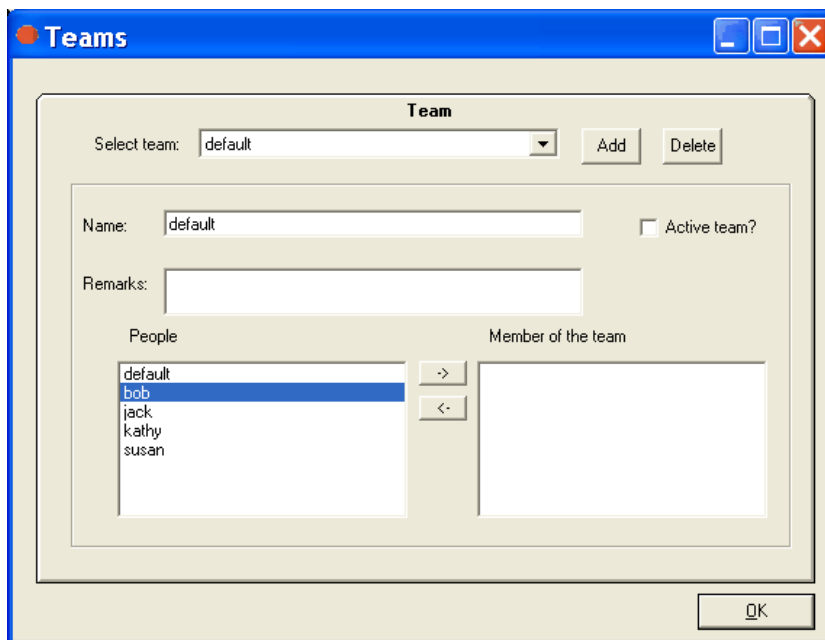 Teams
Team
Select team: default Add Delete
Name: default Active team?
Remarks:
People Member of the team
default ->
bob
jack <-
kathy
susan
OK